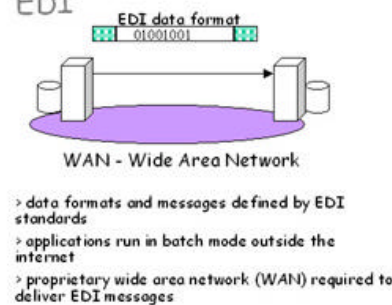 EDI
EDI data format
01001001
WAN - Wide Area Network
> data formats and messages defined by EDI
standards
> applications run in batch mode outside the
internet
> proprietary wide area network (WAN) required to
deliver EDI messages